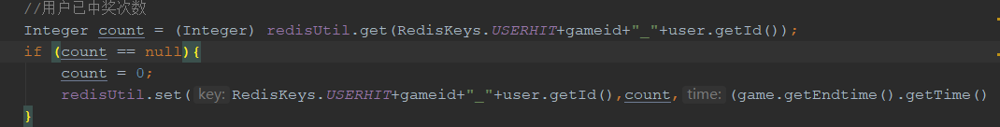 //用户已中奖次数
Integer count = (Integer) redisUtil.get(RedisKeys.USERHIT+gameid+"_"+user.getId());
if (count == null){
count = 0;
redisUtil.set( key: RedisKeys.USERHIT+gameid+"_"+user.getId(),count, time: (game.getEndtime().getTime()
}